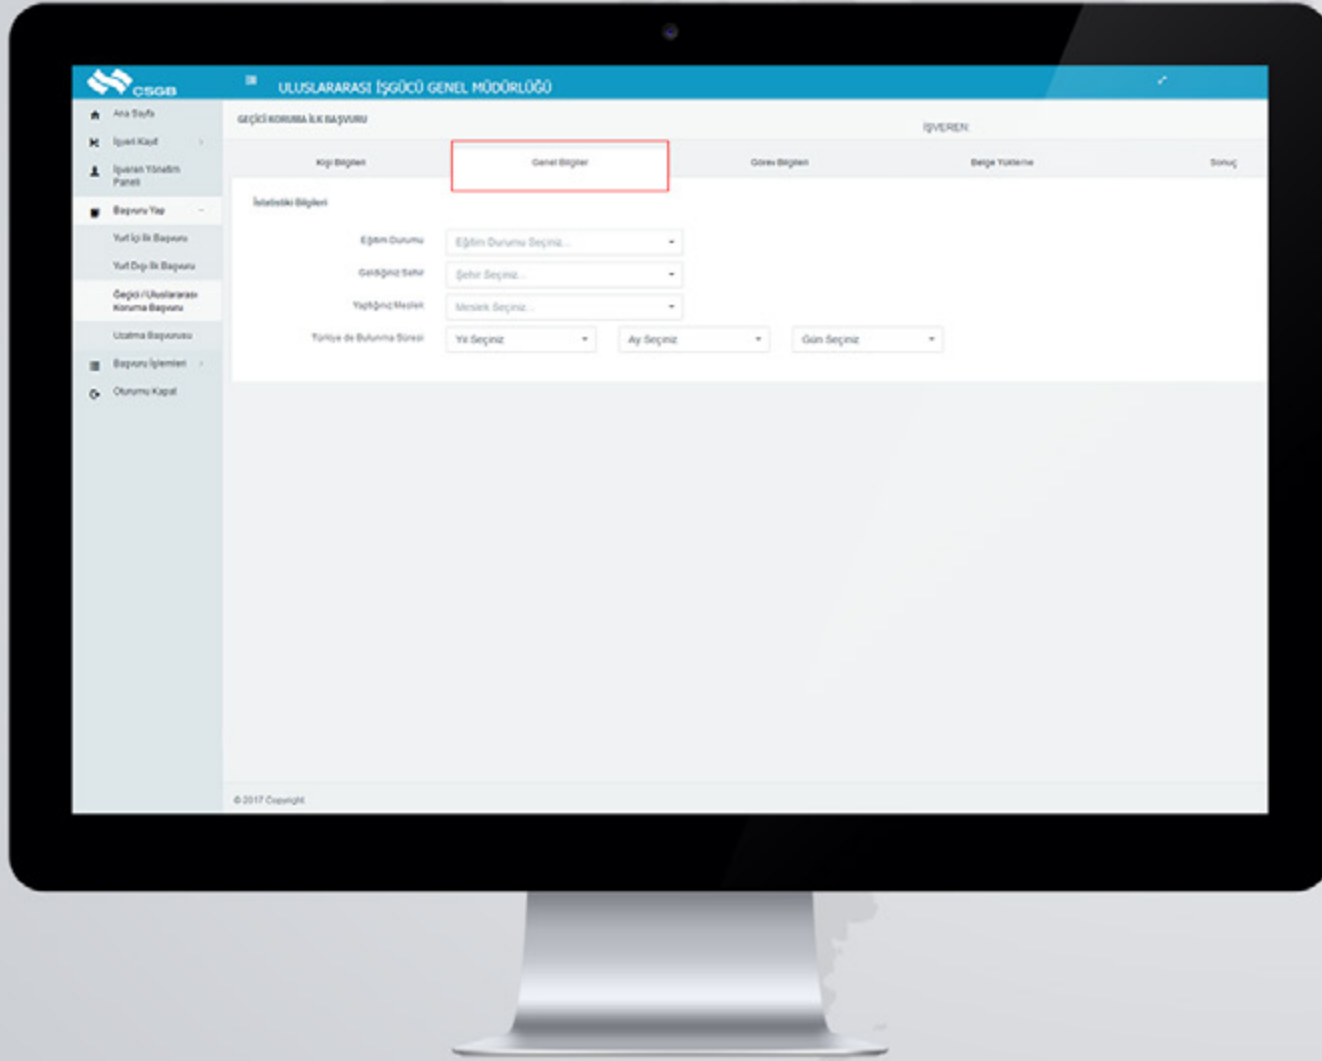 ÇSGB
ULUSLARARASI İŞGÜCÜ GENEL MÜDÜRLÜĞÜ
Ana Sayfa
İşyeri Kayıt
İşveren Yönetim
Paneli
Başvuru Yap
Yurt İçi İlk Başvuru
Yurt Dışı İlk Başvuru
Geçici / Uluslararası
Koruma Başvuru
Uzatma Başvurusu
Başvuru İşlemleri
Oturumu Kapat
GEÇİCİ KORUMA İLK BAŞVURU
İŞVEREN:
Kişi Bilgileri
Genel Bilgiler
Görev Bilgileri
Belge Yükleme
Sonuç
İstatistiki Bilgileri
Eğitim Durumu
Eğitim Durumu Seçiniz...
Geldiğiniz Şehir
Şehir Seçiniz...
Yaptığınız Meslek
Meslek Seçiniz...
Türkiye de Bulunma Süresi
Yıl Seçiniz
Ay Seçiniz
Gün Seçiniz
© 2017 Copyright